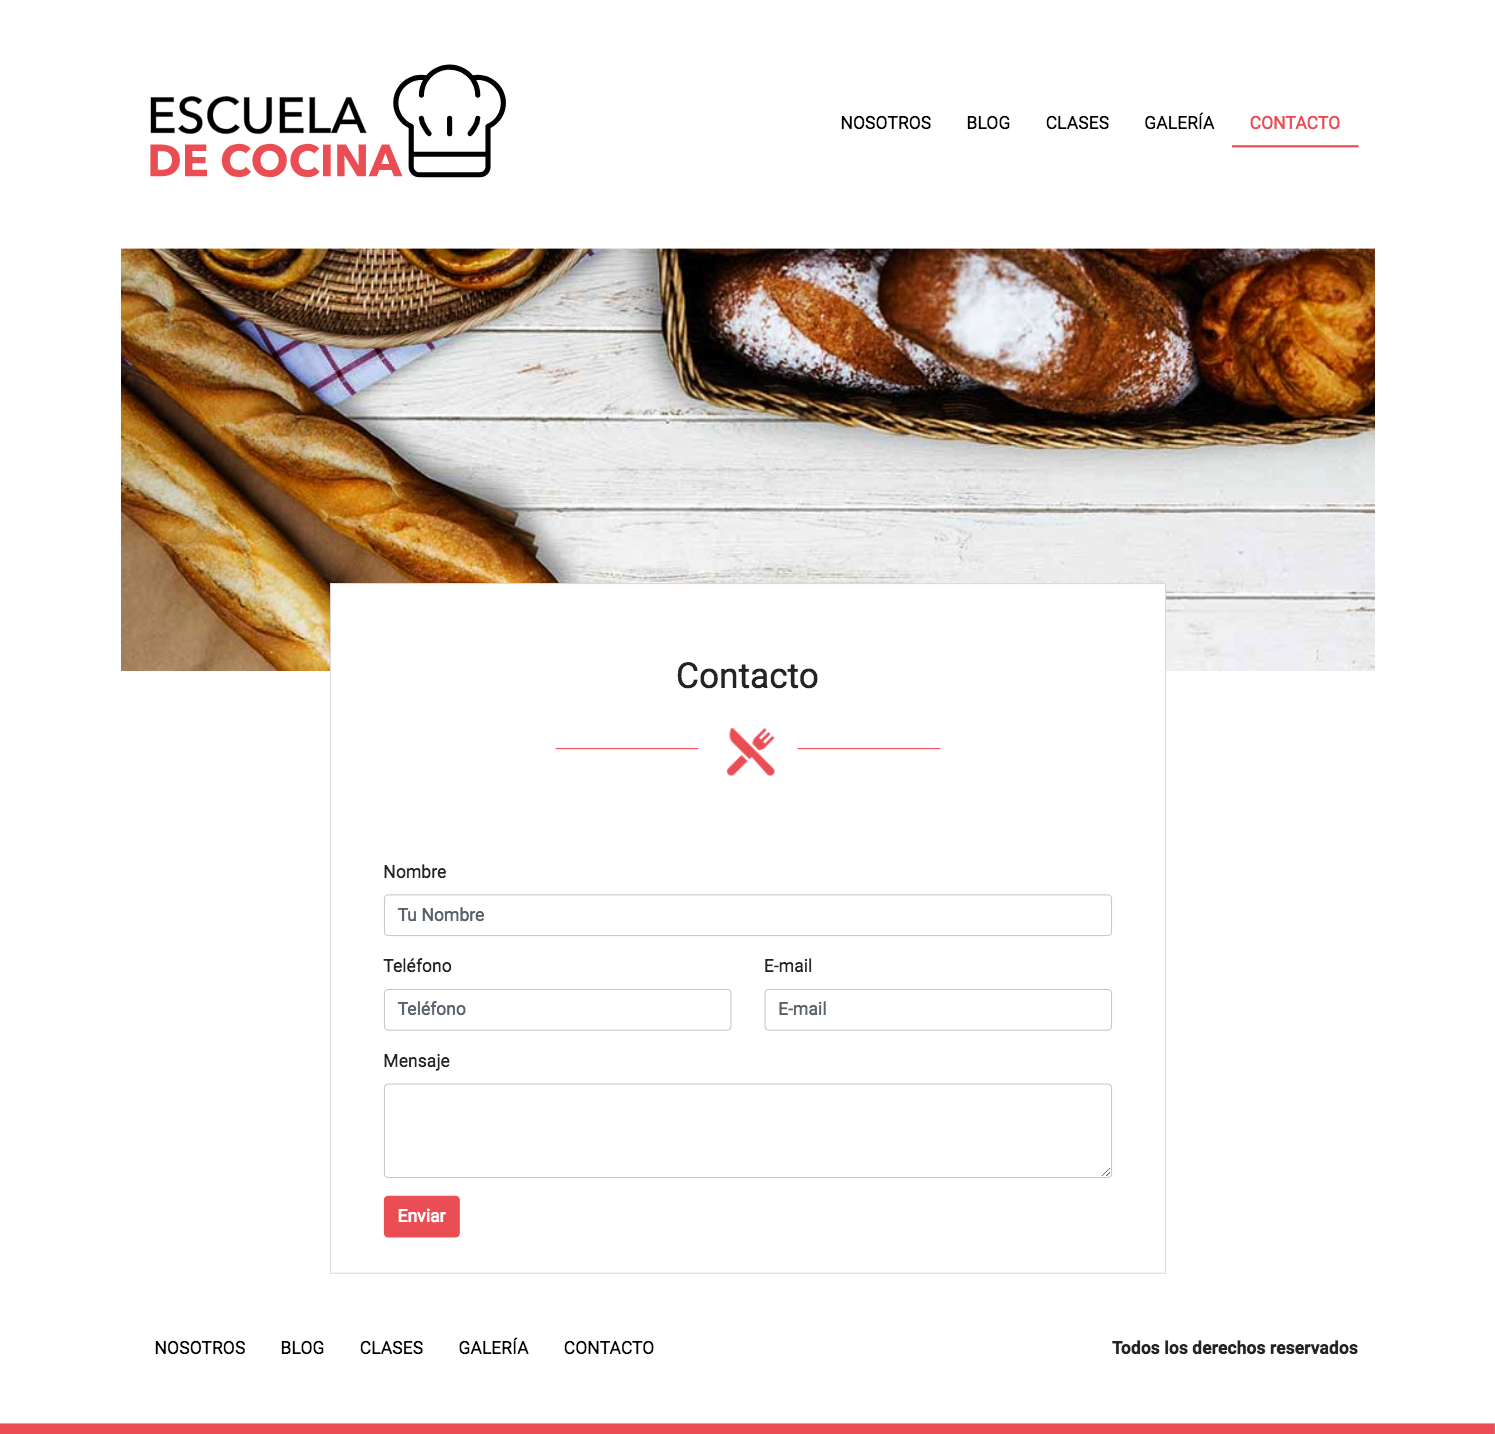 ESCUELA
DE COCINA
NOSOTROS BLOG CLASES GALERÍA CONTACTO
Contacto
Nombre
Tu Nombre
Teléfono E-mail
Teléfono E-mail
Mensaje
Enviar
NOSOTROS BLOG CLASES GALERÍA CONTACTO Todos los derechos reservados